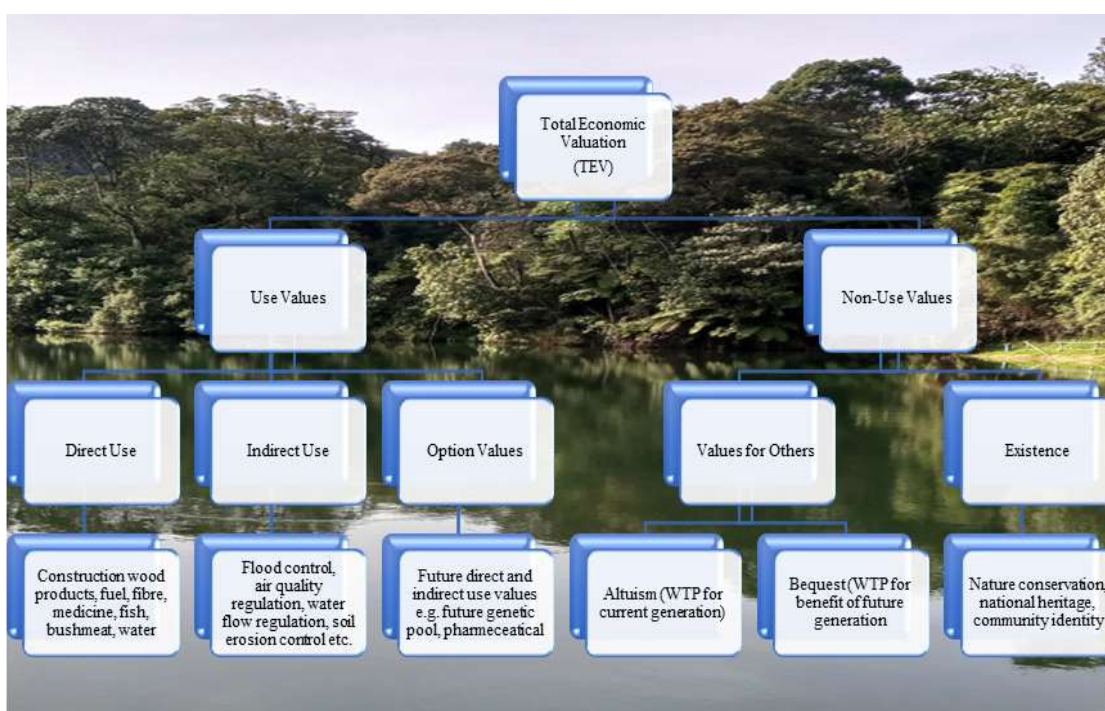 Total Economic
Valuation
(TEV)
Use Values
Non-Use Values
Direct Use
Indirect Use
Option Values
Values for Others
Existence
Construction wood
products, fuel, fibre,
medicine, fish,
bushmeat, water
Flood control,
air quality
regulation, water
flow regulation, soil
erosion control etc.
Future direct and
indirect use values
e.g. future genetic
pool, pharmeceatical
Altuism (WTP for
current generation)
Bequest (WTP for
benefit of future
generation
Nature conservation,
national heritage,
community identity